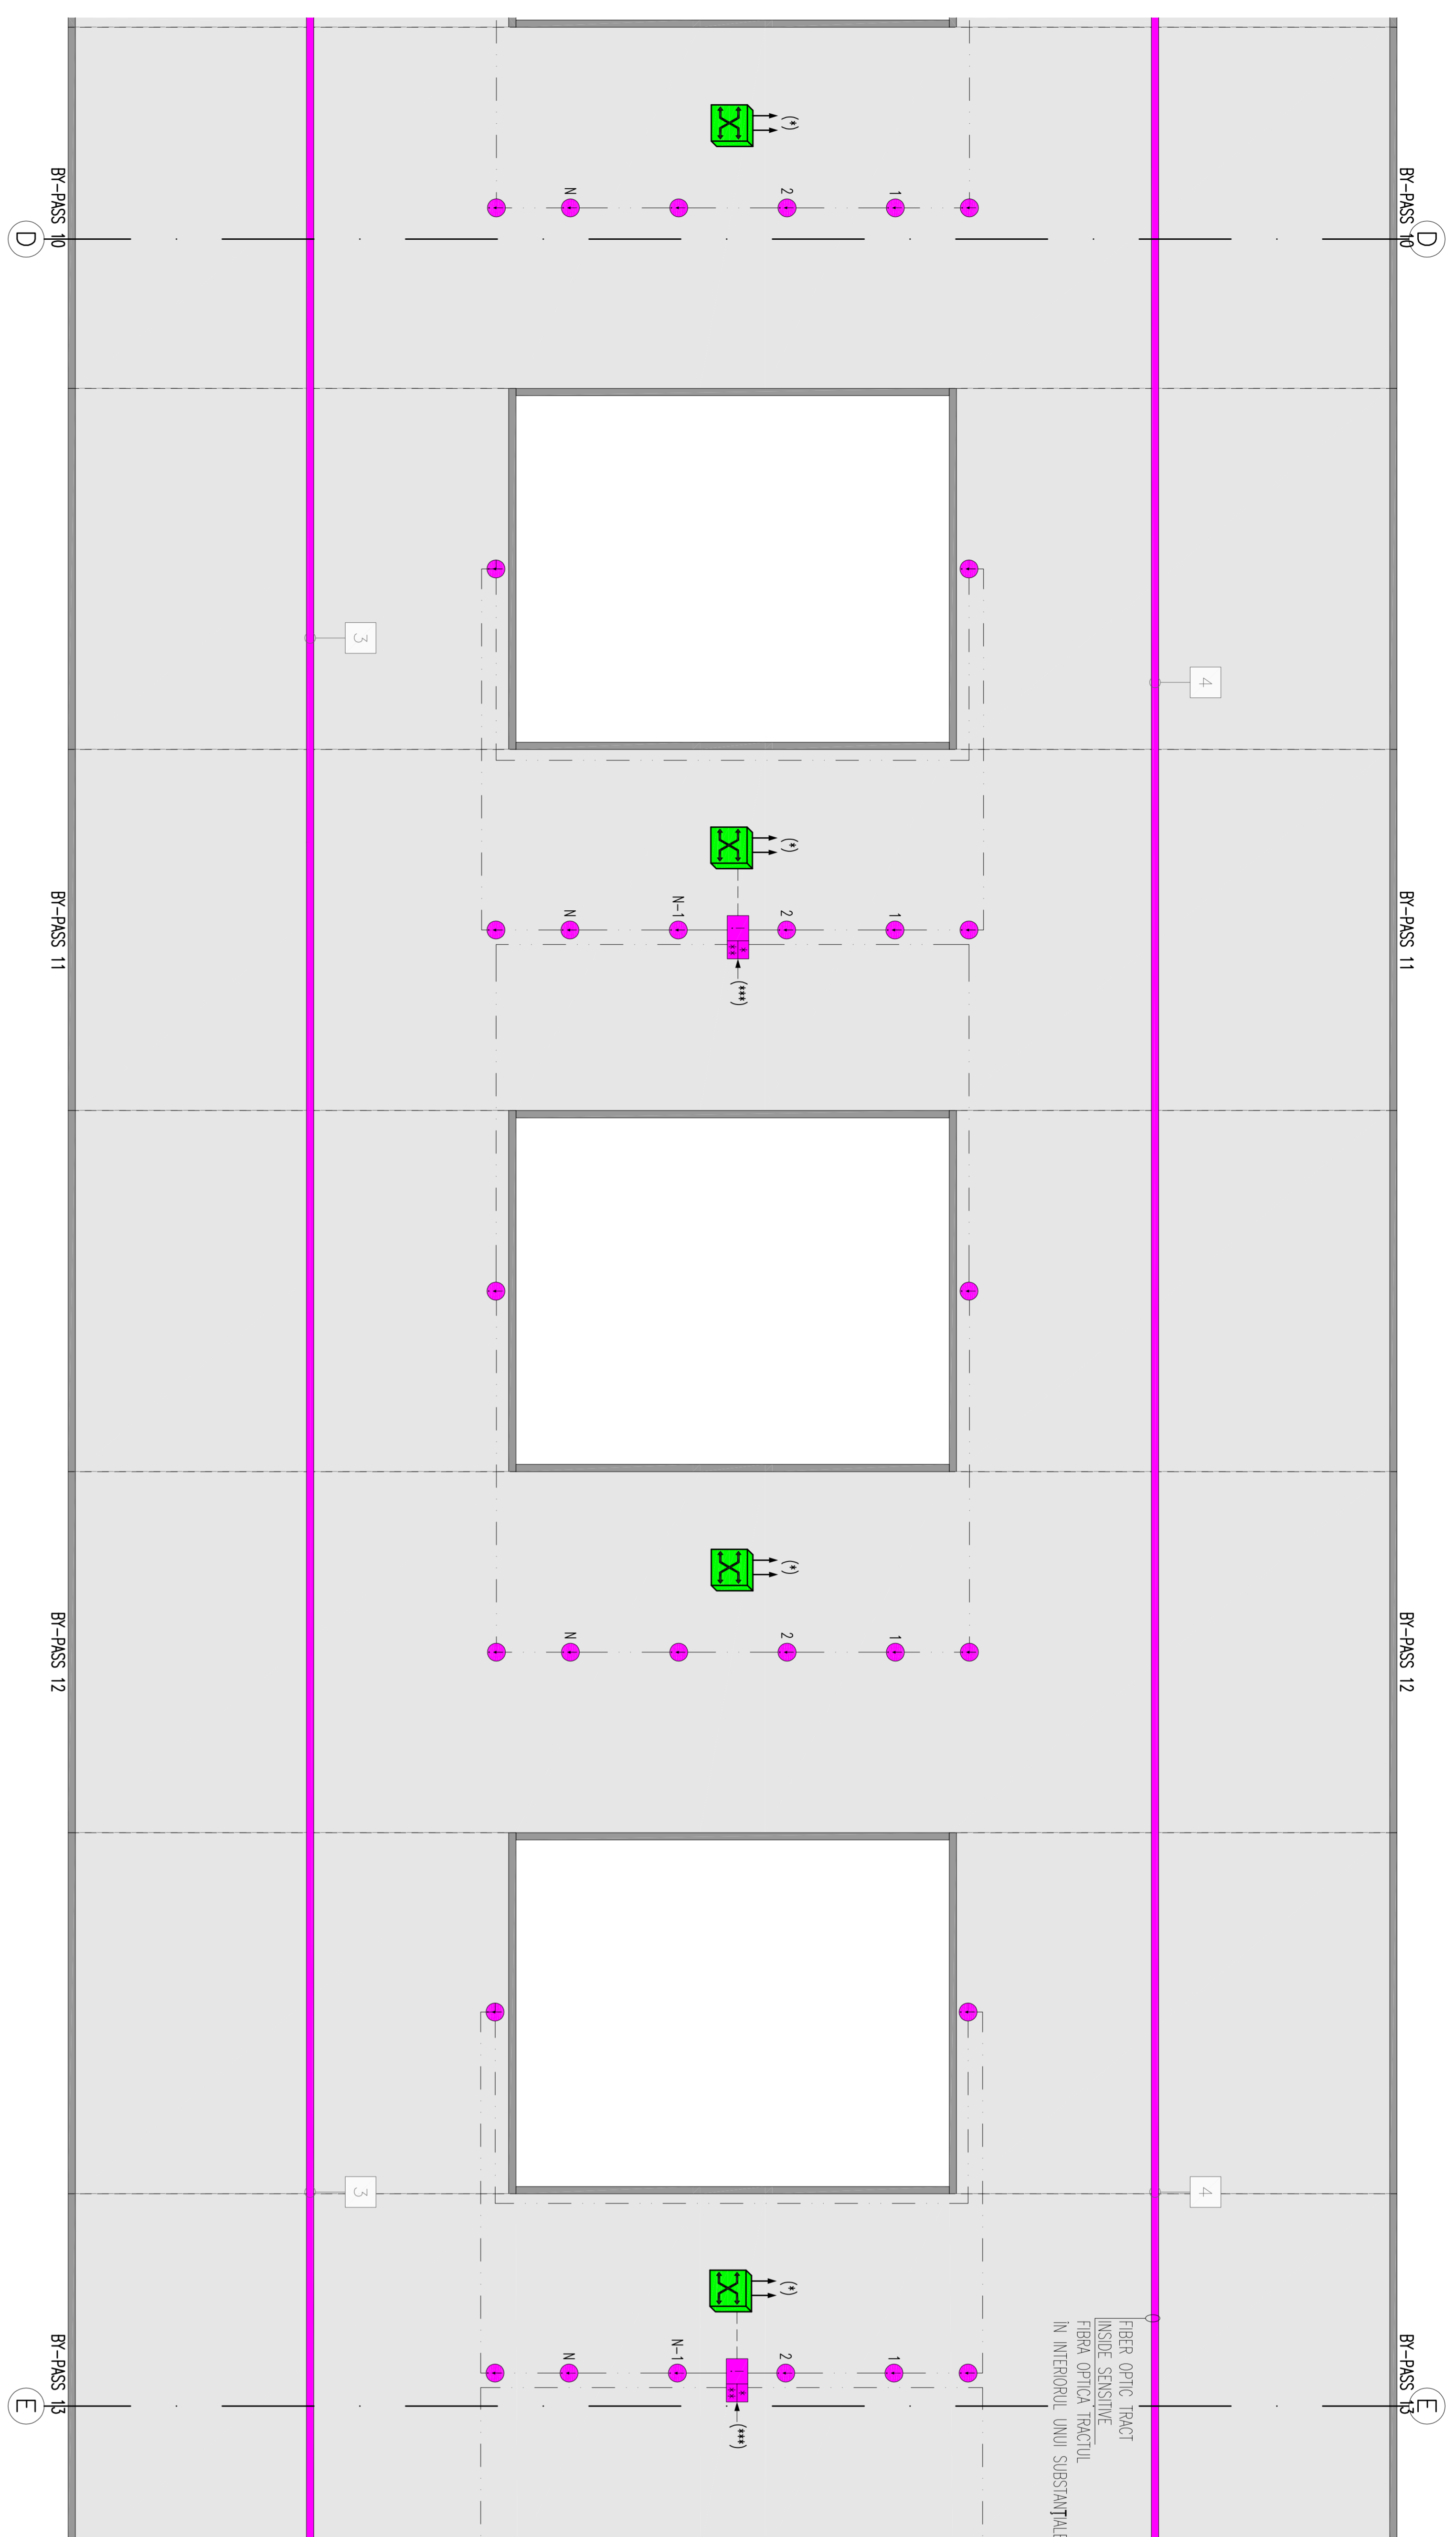 D
E
BY-PASS 10
BY-PASS 11
BY-PASS 12
BY-PASS 13
4
4
FIBER OPTIC TRACT
INSIDE SENSITIVE
FIBRA OPTICA TRACTUL
ÎN INTERIORUL UNUI SUBSTANŢIALE
1
1
1
1
(*)
2
(*)
2
(*)
2
(*)
2
*
**
(***)
*
**
(***)
N-1
N-1
N
N
N
N
3
3
BY-PASS 10
BY-PASS 11
BY-PASS 12
BY-PASS 13
D
E